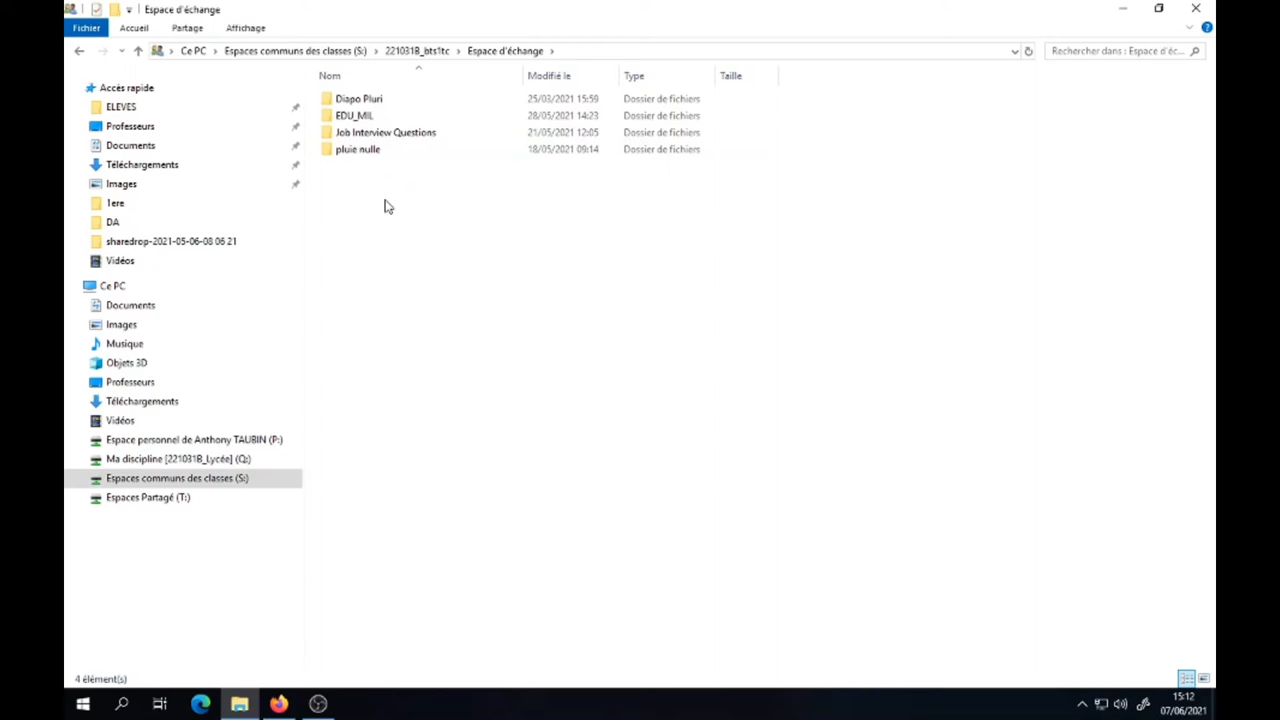 Espace d'échange
Fichier Accueil Partage Affichage
Ce PC > Espaces communs des classes (S:) > 221031B_bts1tc > Espace d'échange >
Rechercher dans : Espace d'éc...
Nom Modifié le Type Taille
Diapo Pluri 25/03/2021 15:59 Dossier de fichiers
EDU_MIL 28/05/2021 14:23 Dossier de fichiers
Job Interview Questions 21/05/2021 12:05 Dossier de fichiers
pluie nulle 18/05/2021 09:14 Dossier de fichiers
Accès rapide
ELEVES
Professeurs
Documents
Téléchargements
Images
1ere
DA
sharedrop-2021-05-06-08 06 21
Vidéos
Ce PC
Documents
Images
Musique
Objets 3D
Professeurs
Téléchargements
Vidéos
Espace personnel de Anthony TAUBIN (P:)
Ma discipline [221031B_Lycée] (Q:)
Espaces communs des classes (S:)
Espaces Partagé (T:)
4 élément(s)
15:12
07/06/2021